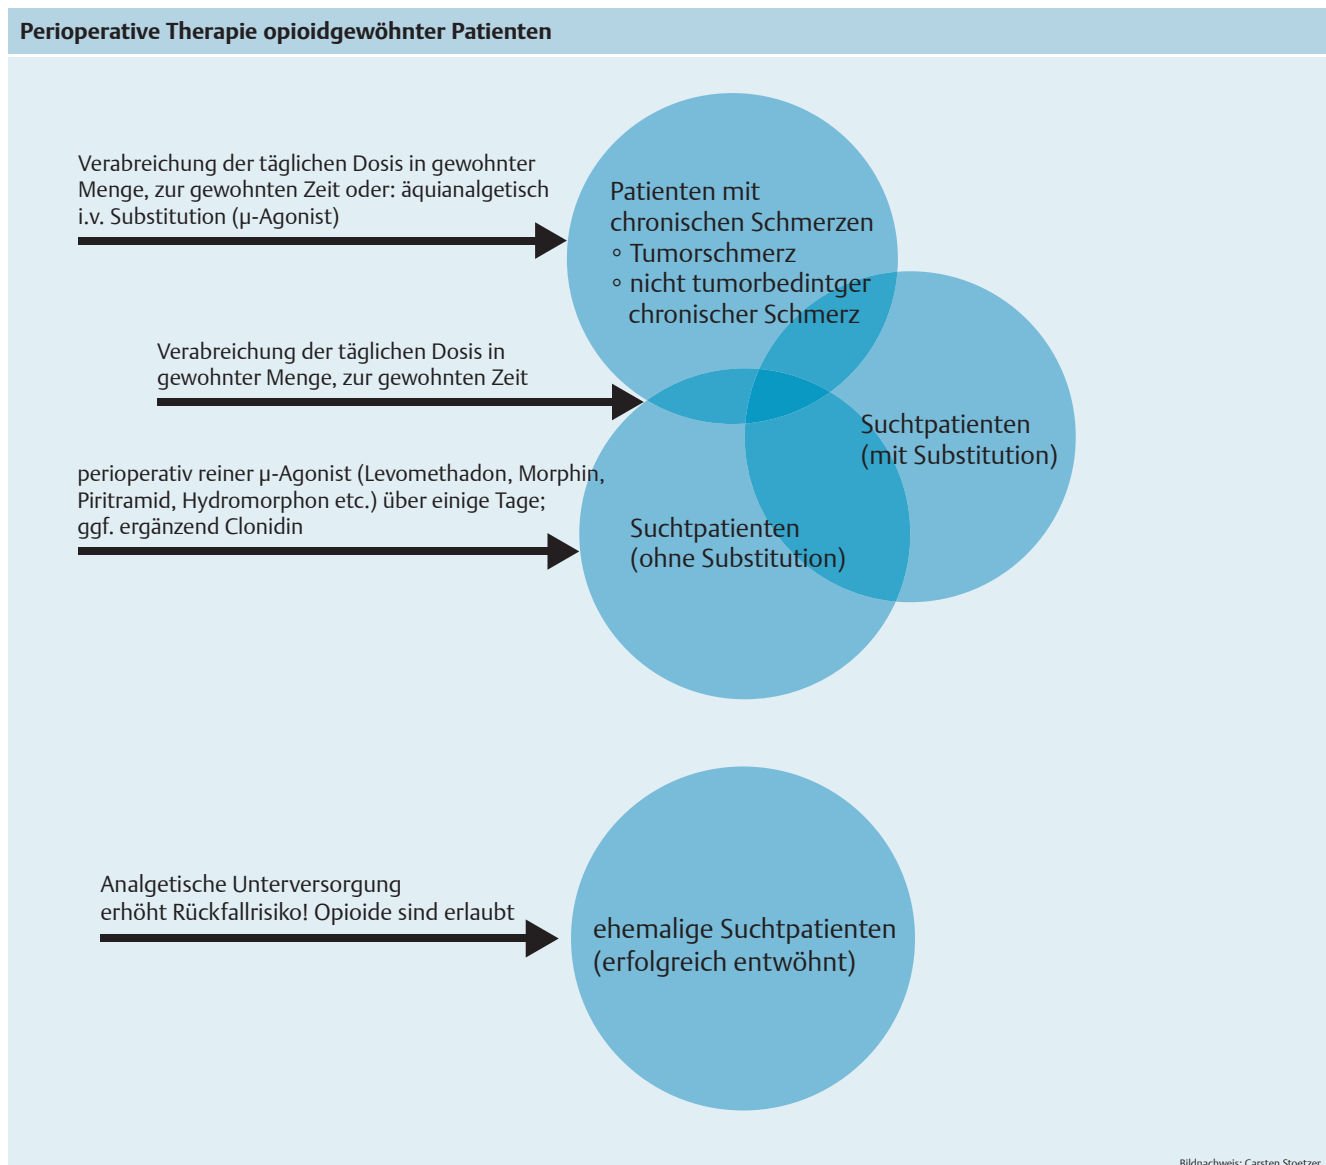 Perioperative Therapie opioidgewöhnter Patienten
Verabreichung der täglichen Dosis in gewohnter
Menge, zur gewohnten Zeit oder: äquianalgetisch
i.v. Substitution (µ-Agonist)
Patienten mit
chronischen Schmerzen
◦ Tumorschmerz
◦ nicht tumorbedintger
chronischer Schmerz
Verabreichung der täglichen Dosis in
gewohnter Menge, zur gewohnten Zeit
Suchtpatienten
(mit Substitution)
perioperativ reiner µ-Agonist (Levomethadon, Morphin,
Piritramid, Hydromorphon etc.) über einige Tage;
ggf. ergänzend Clonidin
Suchtpatienten
(ohne Substitution)
Analgetische Unterversorgung
erhöht Rückfallrisiko! Opioide sind erlaubt
ehemalige Suchtpatienten
(erfolgreich entwöhnt)
Bildnachweis: Carsten Stoetzer